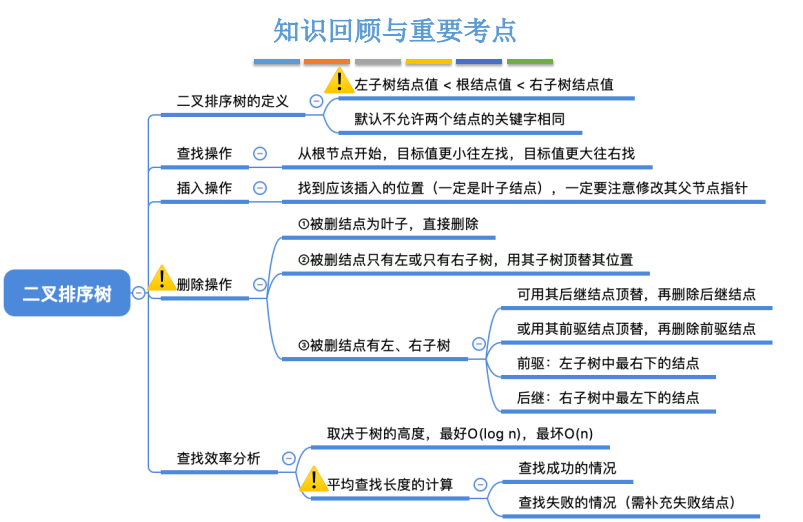 知识回顾与重要考点
左子树结点值 < 根结点值 < 右子树结点值
二叉排序树的定义
默认不允许两个结点的关键字相同
查找操作
从根节点开始，目标值更小往左找，目标值更大往右找
插入操作
找到应该插入的位置（一定是叶子结点），一定要注意修改其父节点指针
①被删结点为叶子，直接删除
②被删结点只有左或只有右子树，用其子树顶替其位置
二叉排序树
删除操作
可用其后继结点顶替，再删除后继结点
或用其前驱结点顶替，再删除前驱结点
③被删结点有左、右子树
前驱：左子树中最右下的结点
后继：右子树中最左下的结点
取决于树的高度，最好O(log n)，最坏O(n)
查找效率分析
查找成功的情况
平均查找长度的计算
查找失败的情况（需补充失败结点）